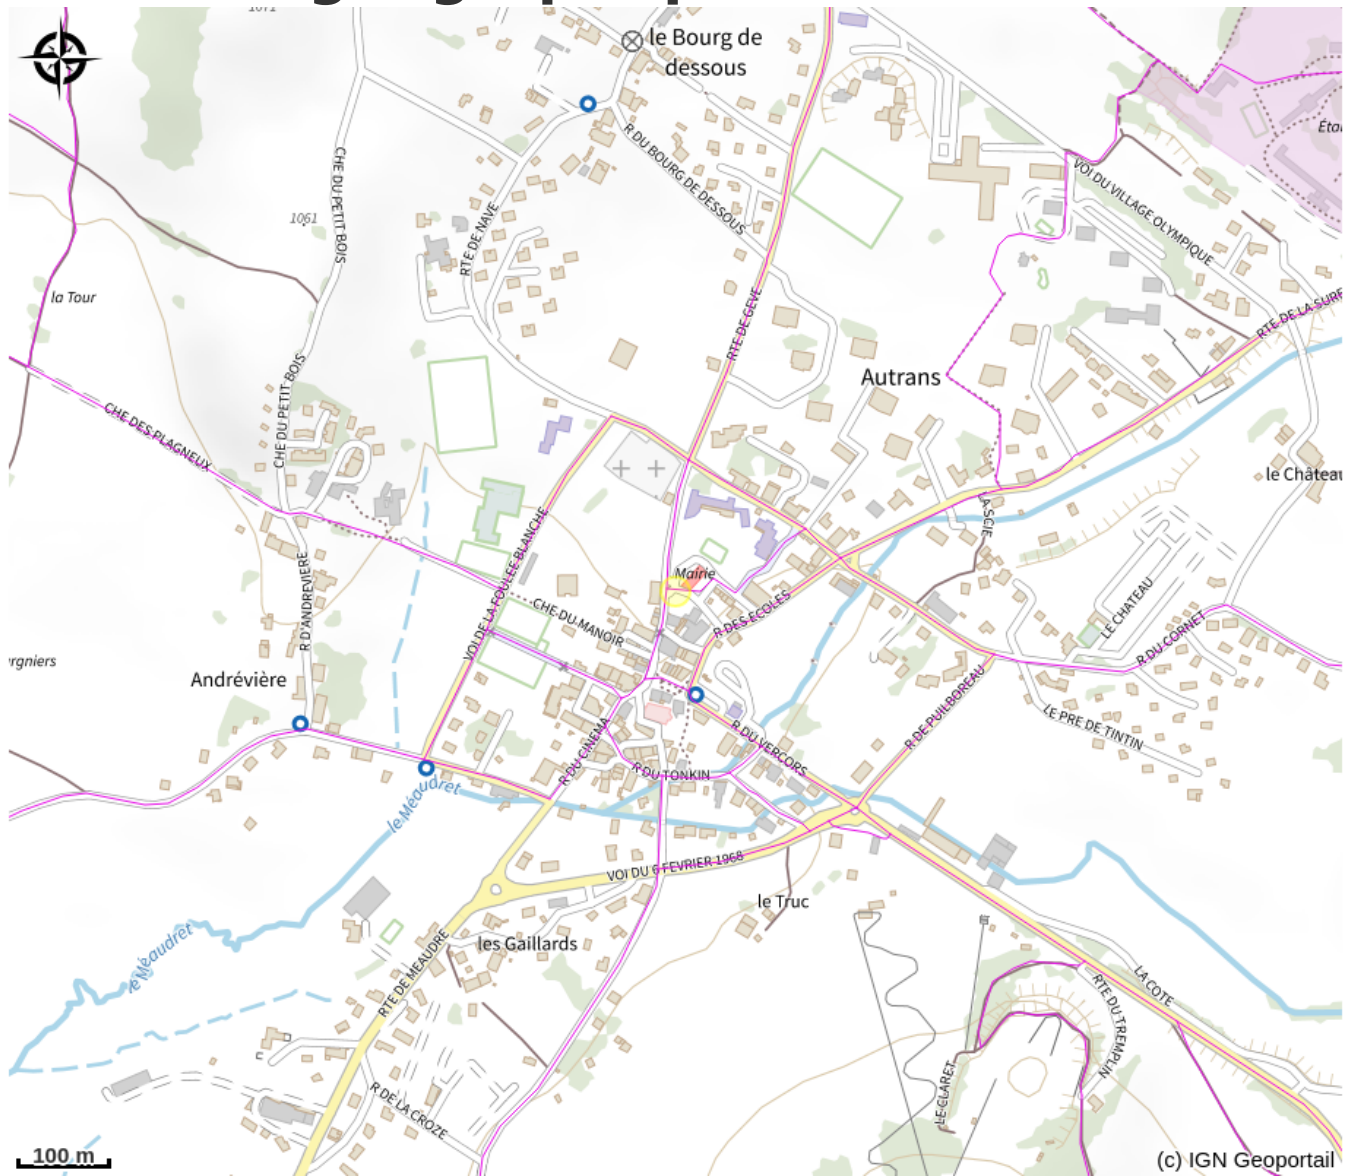 1071
le Bourg de
dessous
Étal
R DU BOURG DE DESSOUS
CHE DU PETIT BOIS
VOI DU VILLAGE OLYMPIQUE
1061
RTE DE NAVE
la Tour
RTE DE GEVE
RTE DE LA SURE
CHE DU PETIT BOIS
Autrans
CHE DES PLAGNEUX
le Château
LA SCIE
VOI DE LA FOULEE BLANCHE
Mairie
R D'ANDREVIERE
CHE DU MANOIR
R DES ECOLES
LE CHATEAU
R DU CORNET
rgniers
Andrévière
R DE PUILBOREAU
LE PRE DE TINTIN
R DU CINEMA
R DU VERCORS
R DU TONKIN
le Méaudret
VOI DU 6 FEVRIER 1968
le Truc
les Gaillards
le Méaudret
RTE DE MEAUDRE
LA COTE
RTE DU TREMPLIN
LE CLARET
R DE LA CROZE
100 m
(c) IGN Geoportail